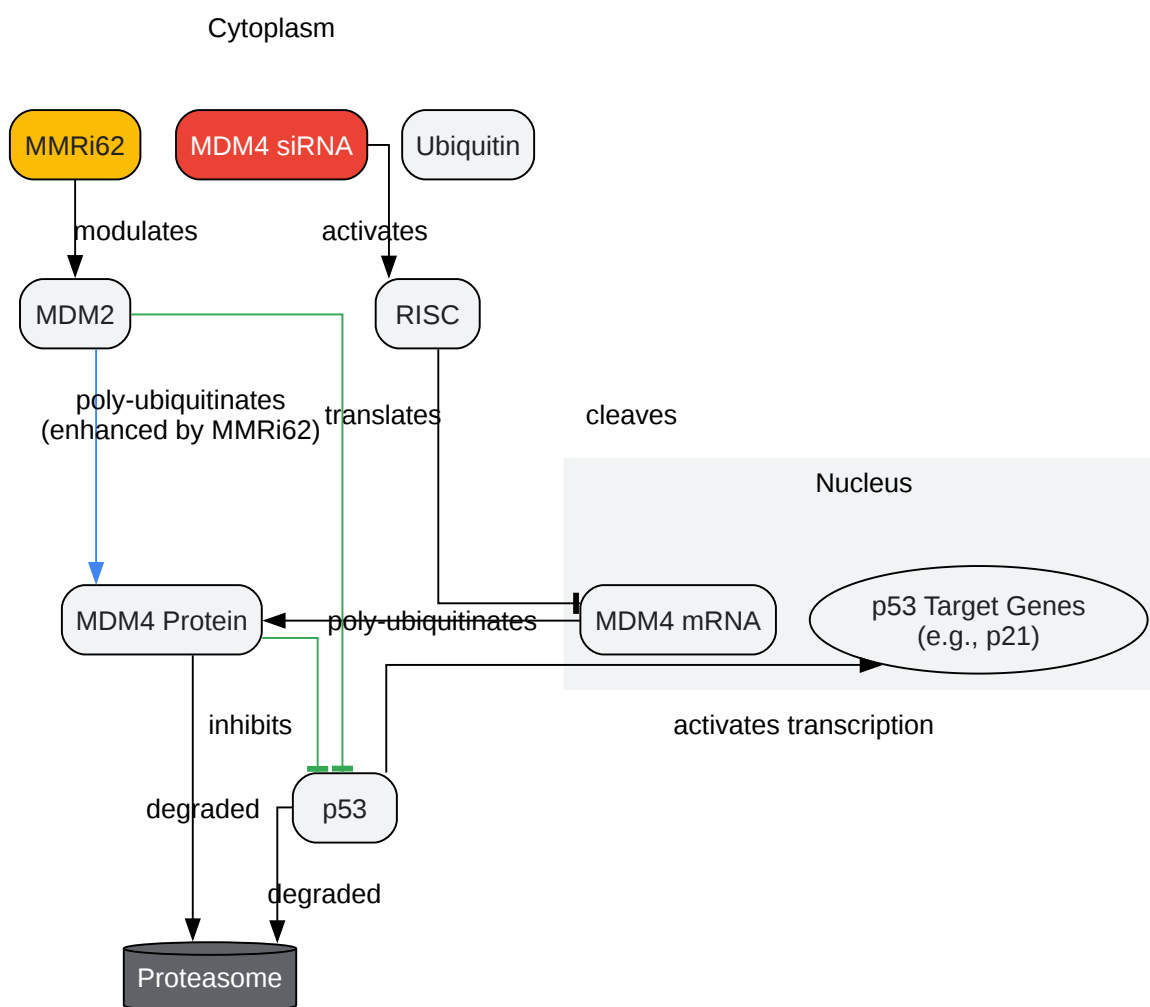 Cytoplasm
MMRi62
MDM4 siRNA
Ubiquitin
modulates
activates
MDM2
RISC
poly-ubiquitinates
(enhanced by MMRi62)
translates
cleaves
Nucleus
MDM4 Protein
poly-ubiquitinates
MDM4 mRNA
p53 Target Genes
(e.g., p21)
inhibits
activates transcription
degraded
p53
degraded
Proteasome